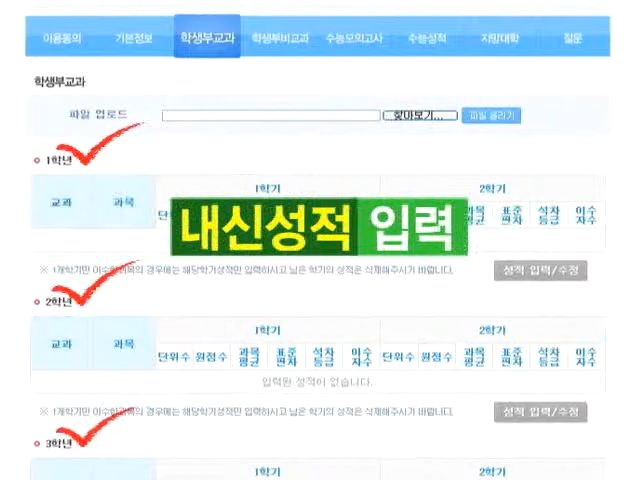 이용동의 기본정보 학생부교과 학생부비교과 수능모의고사 수능성적 지망대학 질문
학생부교과
파일 업로드 찾아보기... 파일 올리기
1학년
교과 과목 1학기 2학기
내신성적 입력
표준편차 석차등급 이수자수
※ 1개학기만 이수한 과목의 경우에는 해당학기성적만 입력하시고 남은 학기의 성적은 삭제해주시기 바랍니다. 성적 입력/수정
2학년
교과 과목 1학기 2학기
단위수 원점수 과목평균 표준편차 석차등급 이수자수 단위수 원점수 과목평균 표준편차 석차등급 이수자수
입력된 성적이 없습니다.
※ 1개학기만 이수한 과목의 경우에는 해당학기성적만 입력하시고 남은 학기의 성적은 삭제해주시기 바랍니다. 성적 입력/수정
3학년
1학기 2학기